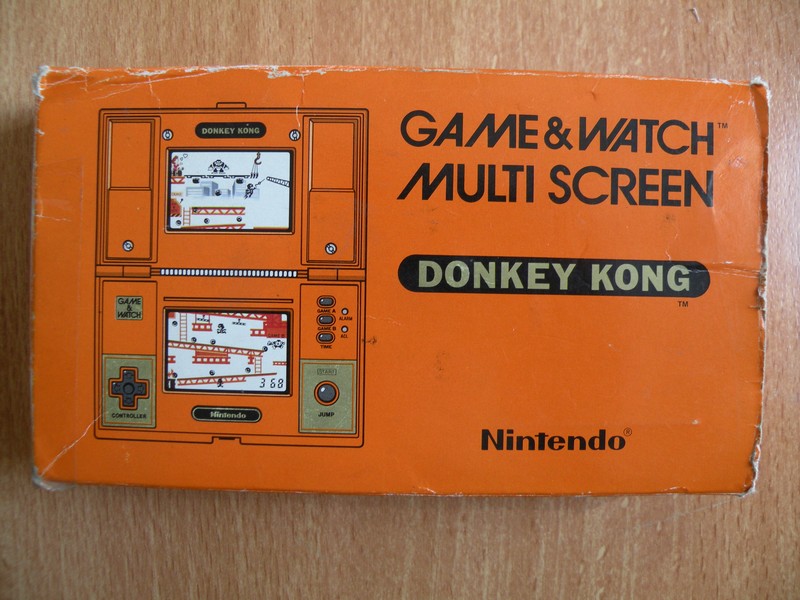 GAME & WATCH™
MULTI SCREEN
DONKEY KONG
™
Nintendo®
DONKEY KONG
GAME
&
WATCH
GAME A
ALARM
GAME B
ACL
TIME
CONTROLLER
368
Nintendo
JUMP